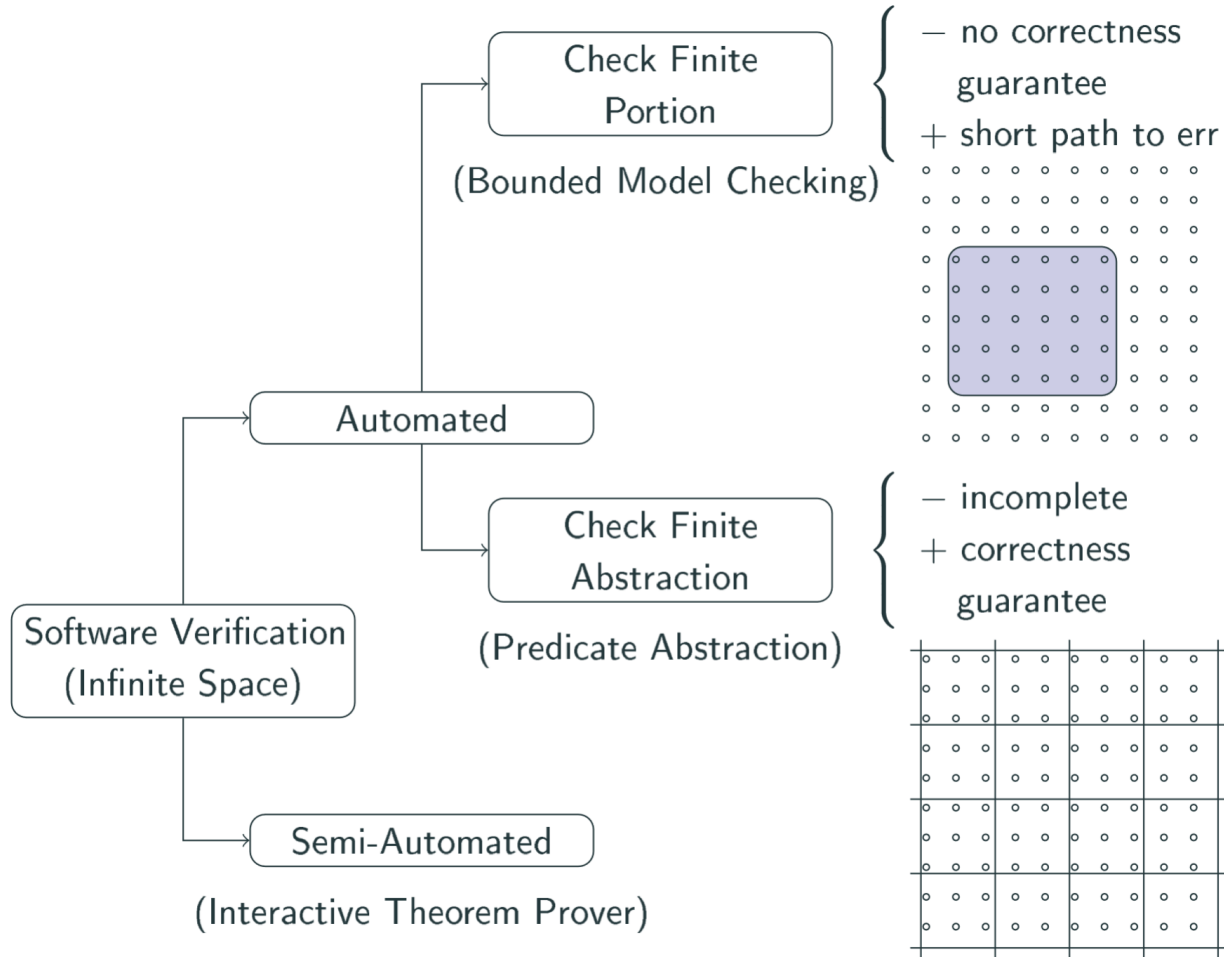 Check Finite
Portion
(Bounded Model Checking)
− no correctness
guarantee
+ short path to err
Automated
Check Finite
Abstraction
(Predicate Abstraction)
− incomplete
+ correctness
guarantee
Software Verification
(Infinite Space)
Semi-Automated
(Interactive Theorem Prover)